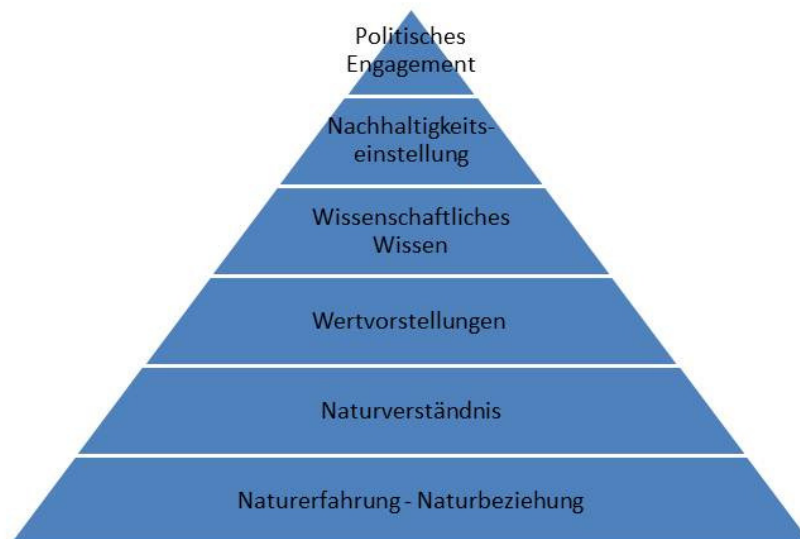 Politisches
Engagement
Nachhaltigkeits-
einstellung
Wissenschaftliches
Wissen
Wertvorstellungen
Naturverständnis
Naturerfahrung - Naturbeziehung